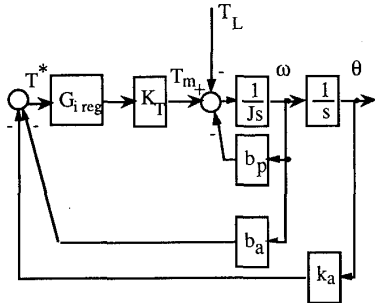 T_L
T*
G_i reg
K_T
T_m
+
-
-
1
Js
ω
1
s
θ
-
-
b_p
b_a
k_a